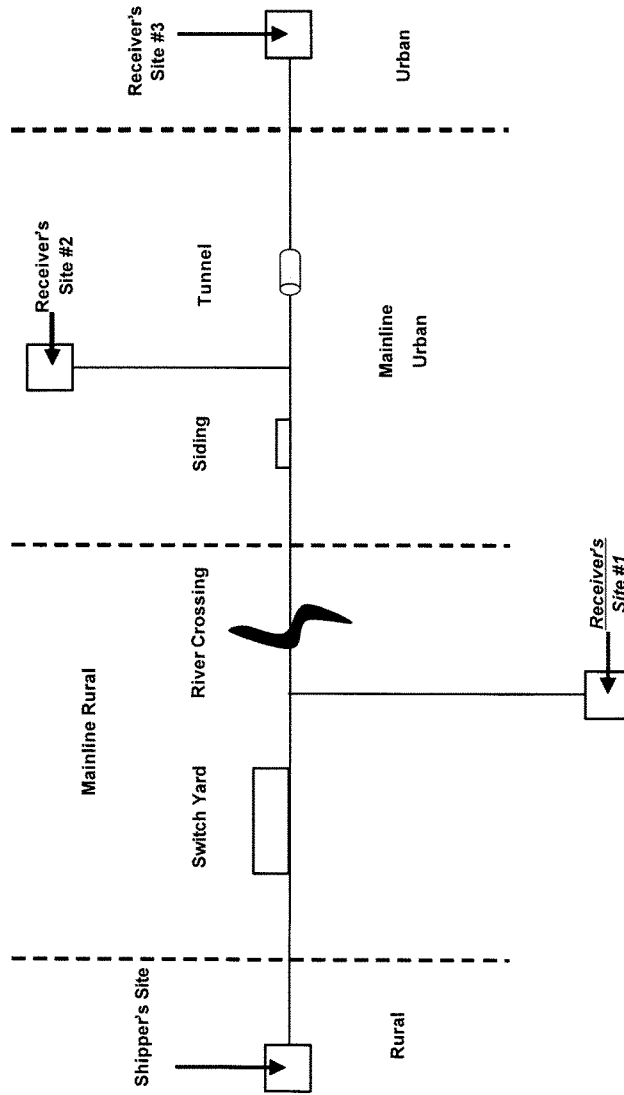 Shipper's Site
Rural
Mainline Rural
Switch Yard
River Crossing
Receiver's
Site #1
Siding
Receiver's
Site #2
Tunnel
Mainline
Urban
Receiver's
Site #3
Urban